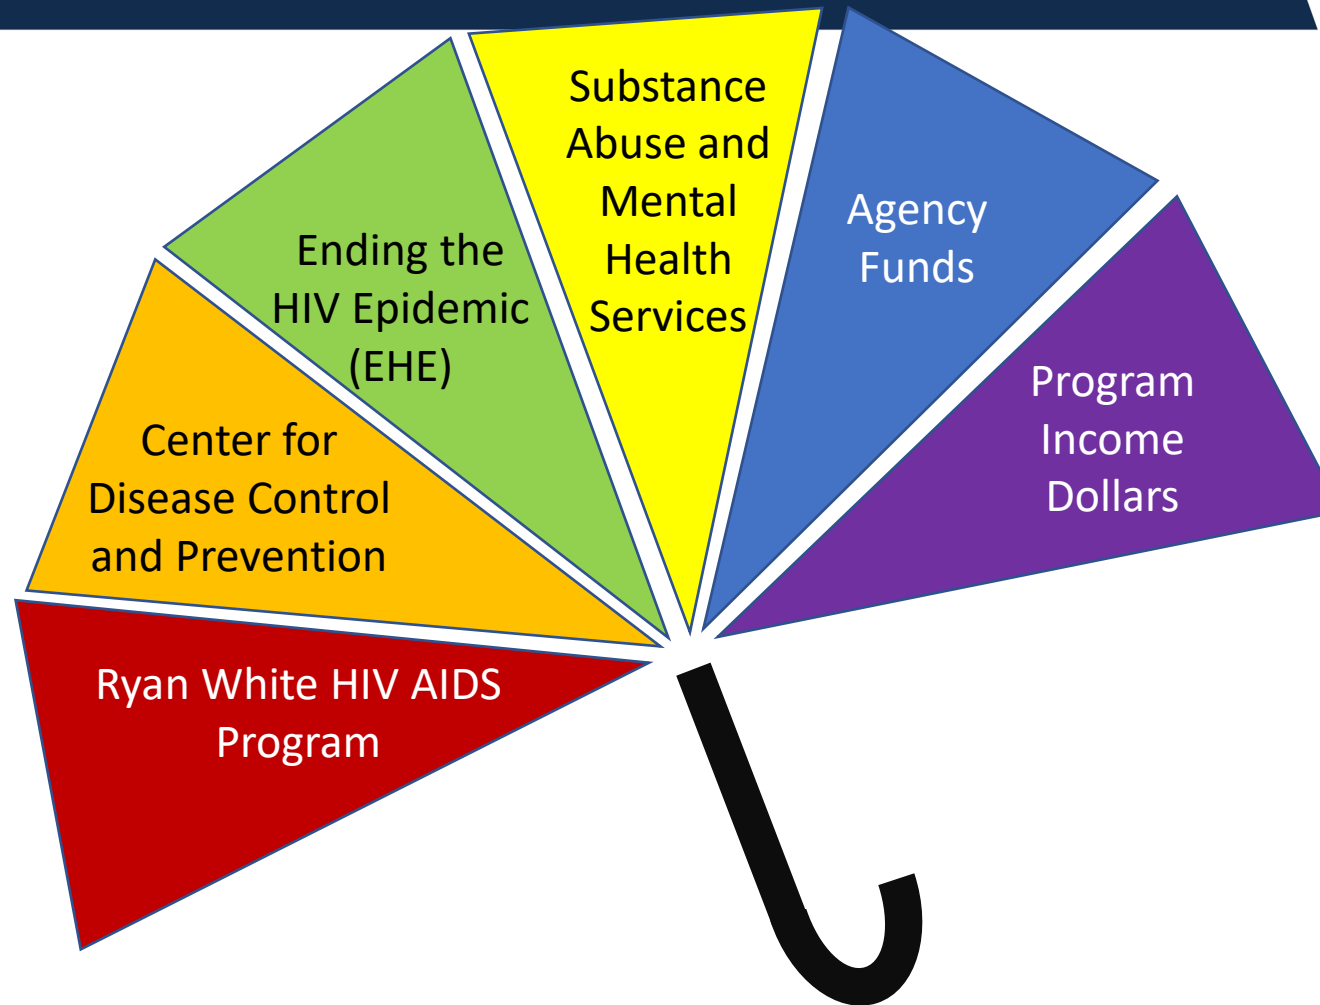 Substance
Abuse and
Mental
Health
Services
Agency
Funds
Ending the
HIV Epidemic
(EHE)
Program
Income
Dollars
Center for
Disease Control
and Prevention
Ryan White HIV AIDS
Program